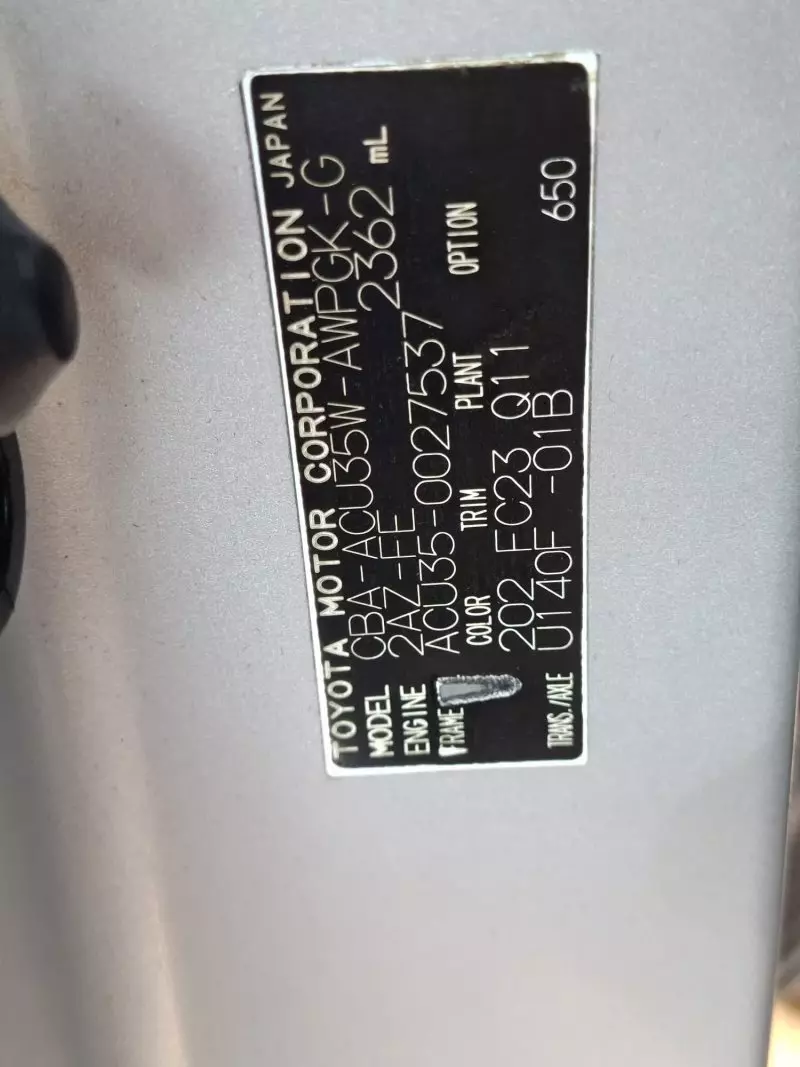 TOYOTA MOTOR CORPORATION JAPAN
MODEL CBA-ACU35W-AWPGK-G
ENGINE 2AZ-FE 2362 mL
FRAME ACU35-0027537
COLOR TRIM PLANT OPTION
202 FC23 Q11
TRANS./AXLE U140F -01B 650